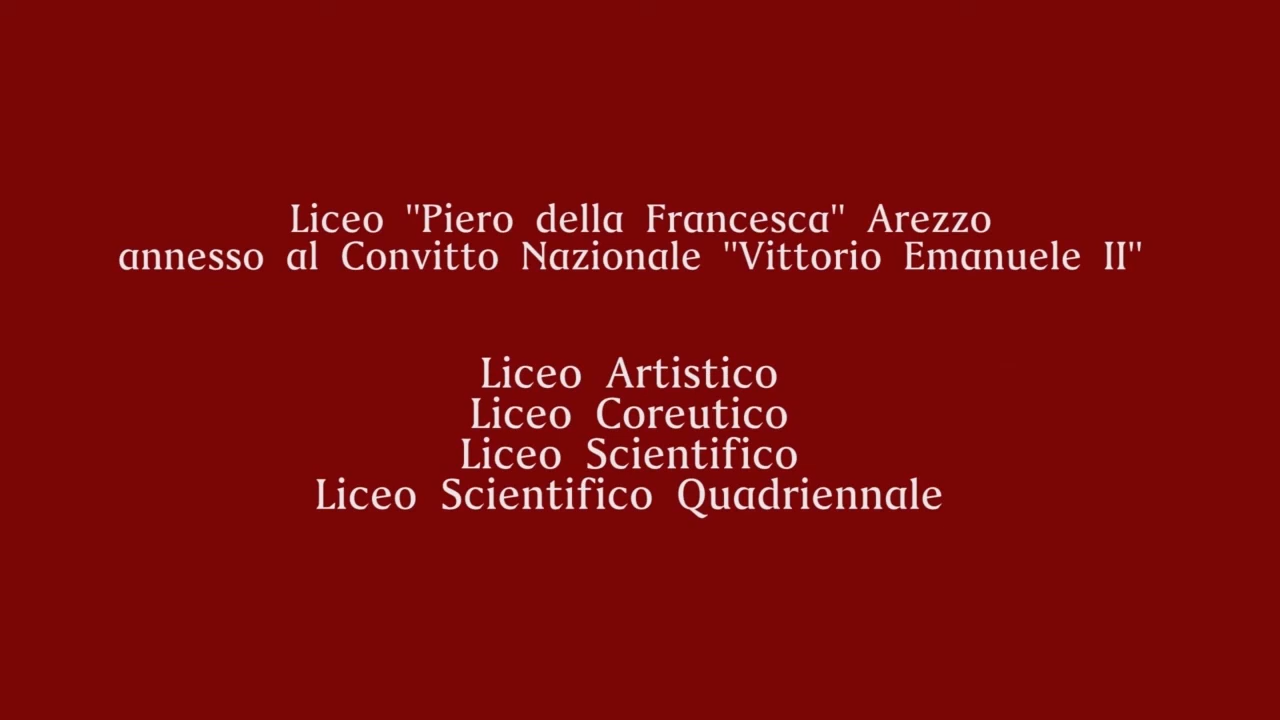 Liceo "Piero della Francesca" Arezzo
annesso al Convitto Nazionale "Vittorio Emanuele II"
Liceo Artistico
Liceo Coreutico
Liceo Scientifico
Liceo Scientifico Quadriennale